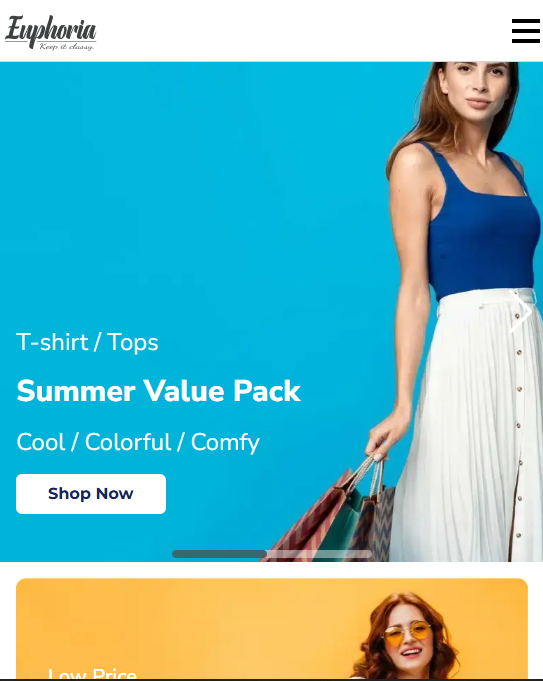 Euphoria
Keep it classy.
T-shirt / Tops
Summer Value Pack
Cool / Colorful / Comfy
Shop Now
Low Price